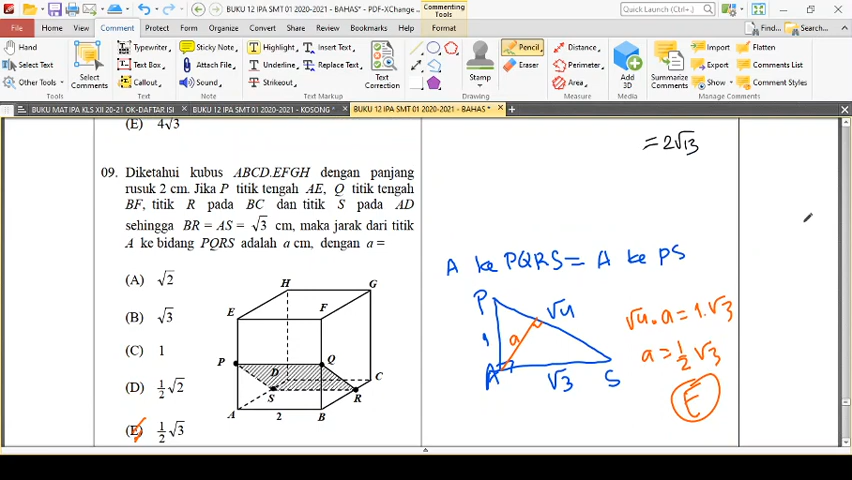 BUKU 12 IPA SMT 01 2020-2021 - BAHAS * - PDF-XChange
Commenting Tools
File Home View Comment Protect Form Organize Convert Share Review Bookmarks Help Format
Find...
Search...
Hand
Select Text
Other Tools
Select Comments
Typewriter
Text Box
Callout
Sticky Note
Attach File
Sound
Highlight
Underline
Strikeout
Insert Text
Replace Text
Text Correction
Pencil
Eraser
Stamp
Distance
Perimeter
Area
Add 3D
Summarize Comments
Import
Export
Show
Flatten
Comments List
Comment Styles
Tools
Comment
Text Box
Drawing
Measure
3D
Manage Comments
BUKU MAT IPA KLS XII 20-21 OK-DAFTAR ISI
BUKU 12 IPA SMT 01 2020-2021 - KOSONG *
BUKU 12 IPA SMT 01 2020-2021 - BAHAS *
(E) 4√3
09. Diketahui kubus ABCD.EFGH dengan panjang
rusuk 2 cm. Jika P titik tengah AE, Q titik tengah
BF, titik R pada BC dan titik S pada AD
sehingga BR = AS = √3 cm, maka jarak dari titik
A ke bidang PQRS adalah a cm, dengan a =
(A) √2
(B) √3
(C) 1
(D) ½√2
(E) ½√3
H G
E F
P Q
D C
S R
A 2 B
= 2√13
A ke PQRS = A ke PS
P √4
1 a
A √3 S
√4 . a = 1.√3
a = ½√3
E